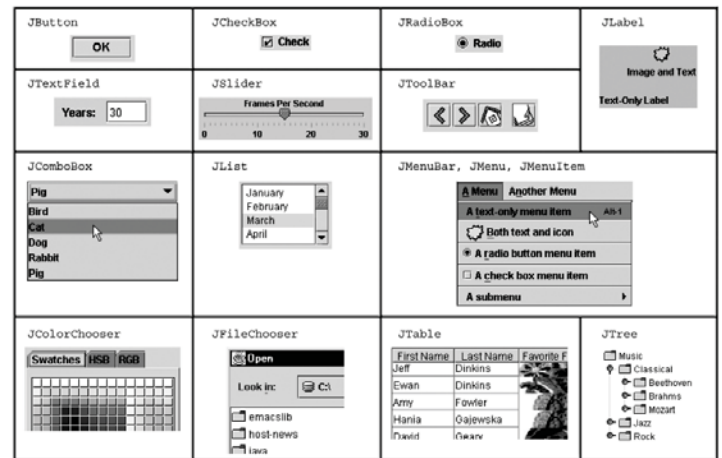 JButton
OK
JCheckBox
Check
JRadioBox
Radio
JLabel
Image and Text
Text-Only Label
JTextField
Years: 30
JSlider
Frames Per Second
0 10 20 30
JToolBar
JComboBox
Pig
Bird
Cat
Dog
Rabbit
Pig
JList
January
February
March
April
JMenuBar, JMenu, JMenuItem
A Menu Another Menu
A text-only menu item Alt-1
Both text and icon
A radio button menu item
A check box menu item
A submenu
JColorChooser
Swatches HSB RGB
JFileChooser
Open
Look in: C:\
emacslib
host-news
java
JTable
First Name Last Name Favorite F
Jeff Dinkins
Ewan Dinkins
Amy Fowler
Hania Gajewska
David Geary
JTree
Music
Classical
Beethoven
Brahms
Mozart
Jazz
Rock